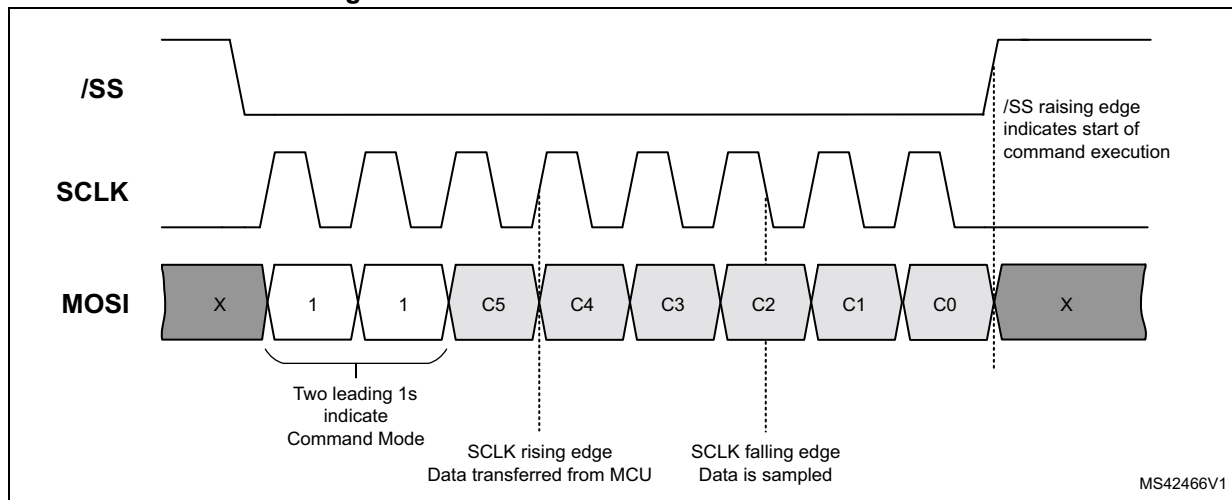 /SS
/SS raising edge
indicates start of
command execution
SCLK
MOSI
X 1 1 C5 C4 C3 C2 C1 C0 X
Two leading 1s
indicate
Command Mode
SCLK rising edge
Data transferred from MCU
SCLK falling edge
Data is sampled
MS42466V1